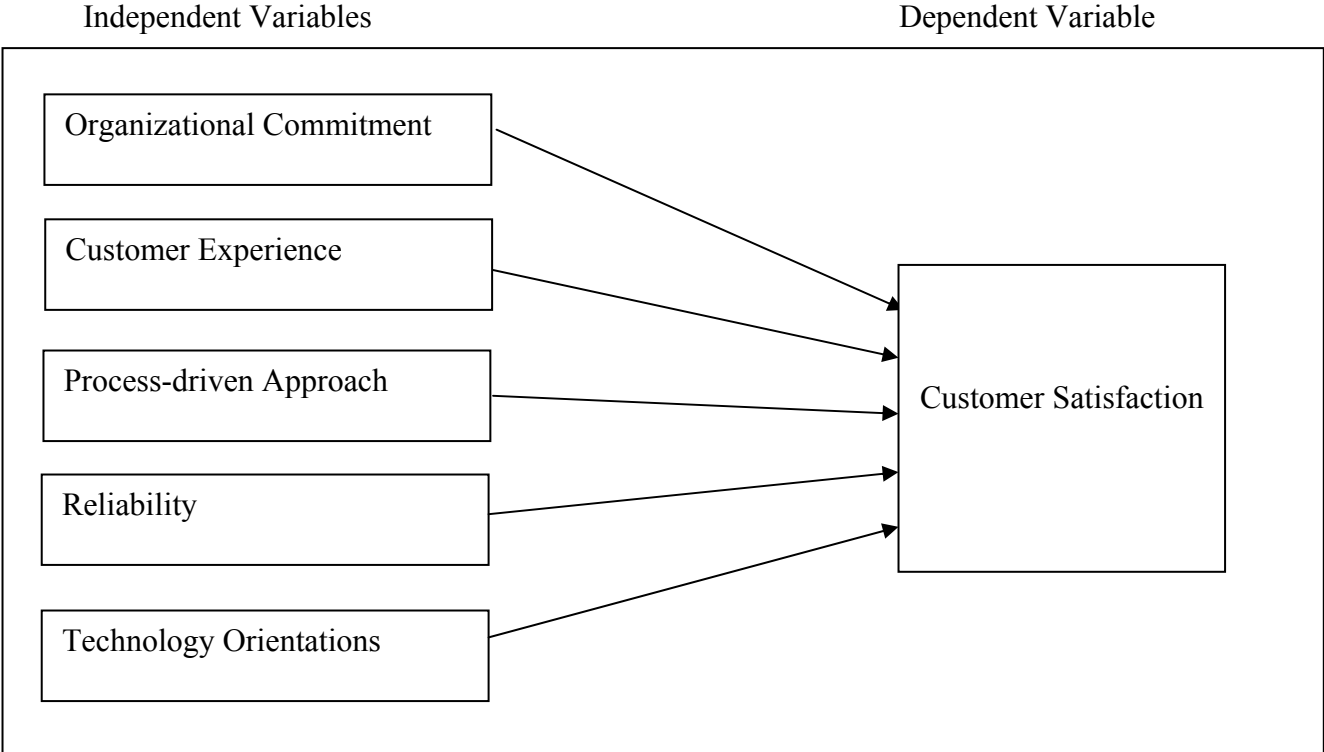 Independent Variables
Dependent Variable
Organizational Commitment
Customer Experience
Process-driven Approach
Reliability
Technology Orientations
Customer Satisfaction